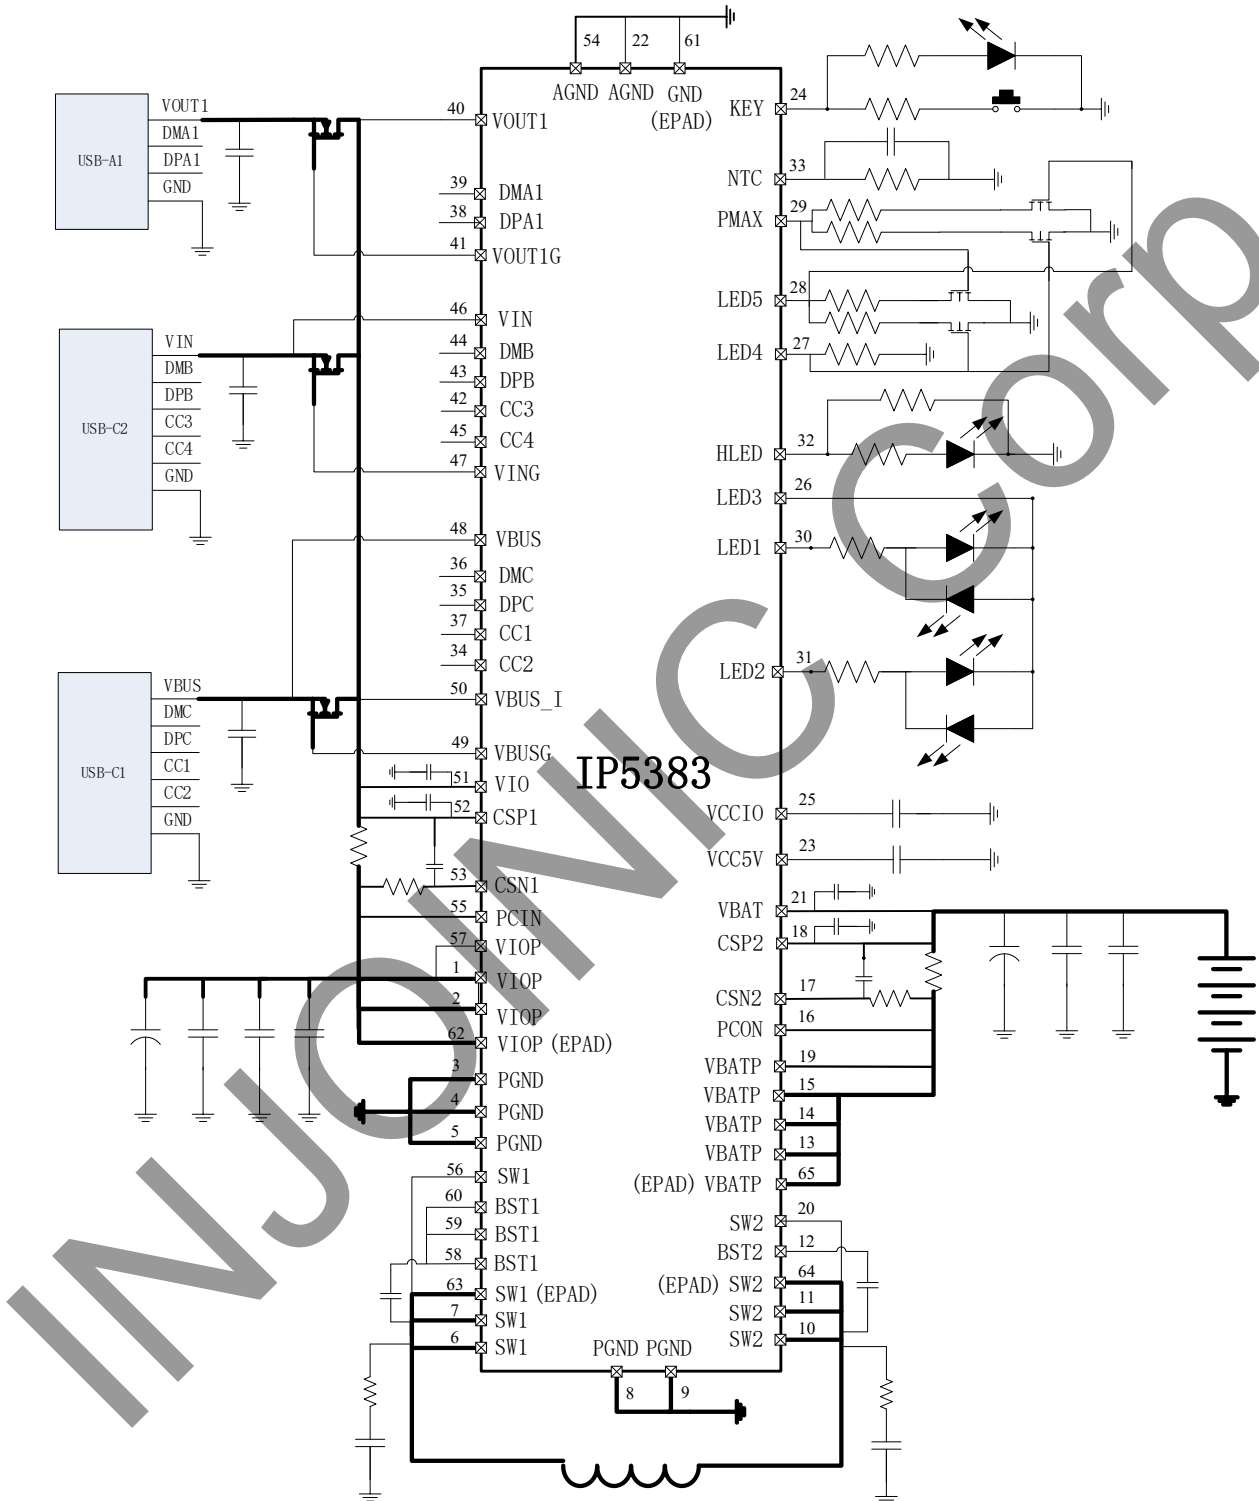 54 22 61
AGND AGND GND
(EPAD)
24
KEY
VOUT1
DMA1
DPA1
GND
USB-A1
40
VOUT1
39
DMA1
38
DPA1
41
VOUT1G
33
NTC
29
PMAX
28
LED5
27
LED4
46
VIN
44
DMB
43
DPB
42
CC3
45
CC4
47
VING
VIN
DMB
DPB
CC3
CC4
GND
USB-C2
32
HLED
26
LED3
30
LED1
31
LED2
48
VBUS
36
DMC
35
DPC
37
CC1
34
CC2
50
VBUS_I
49
VBUSG
51
VIO
52
CSP1
VBUS
DMC
DPC
CC1
CC2
GND
USB-C1
IP5383
25
VCCIO
23
VCC5V
21
VBAT
18
CSP2
17
CSN2
16
PCON
19
VBATP
15
VBATP
14
VBATP
13
VBATP
65
(EPAD) VBATP
20
SW2
12
BST2
64
(EPAD) SW2
11
SW2
10
SW2
53
CSN1
55
PCIN
57
VIOP
1
VIOP
2
VIOP
62
VIOP (EPAD)
3
PGND
4
PGND
5
PGND
56
SW1
60
BST1
59
BST1
58
BST1
63
SW1 (EPAD)
7
SW1
6
SW1
PGND PGND
8 9
INJOINIC Corp